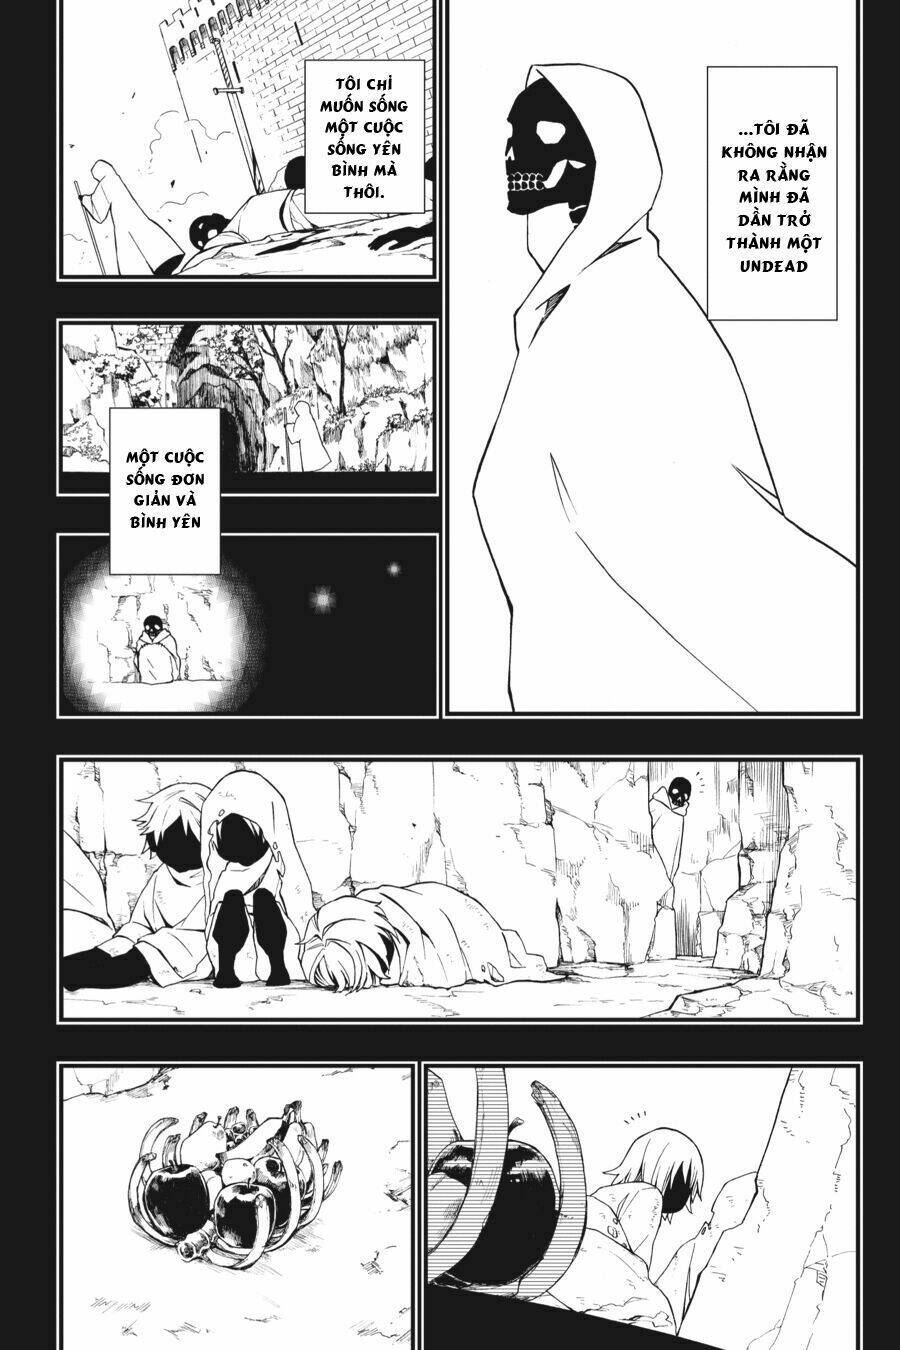 ...TÔI ĐÃ
KHÔNG NHẬN
RA RẰNG
MÌNH ĐÃ
DẦN TRỞ
THÀNH MỘT
UNDEAD
TÔI CHỈ
MUỐN SỐNG
MỘT CUỘC
SỐNG YÊN
BÌNH MÀ
THÔI.
MỘT CUỘC
SỐNG ĐƠN
GIẢN VÀ
BÌNH YÊN